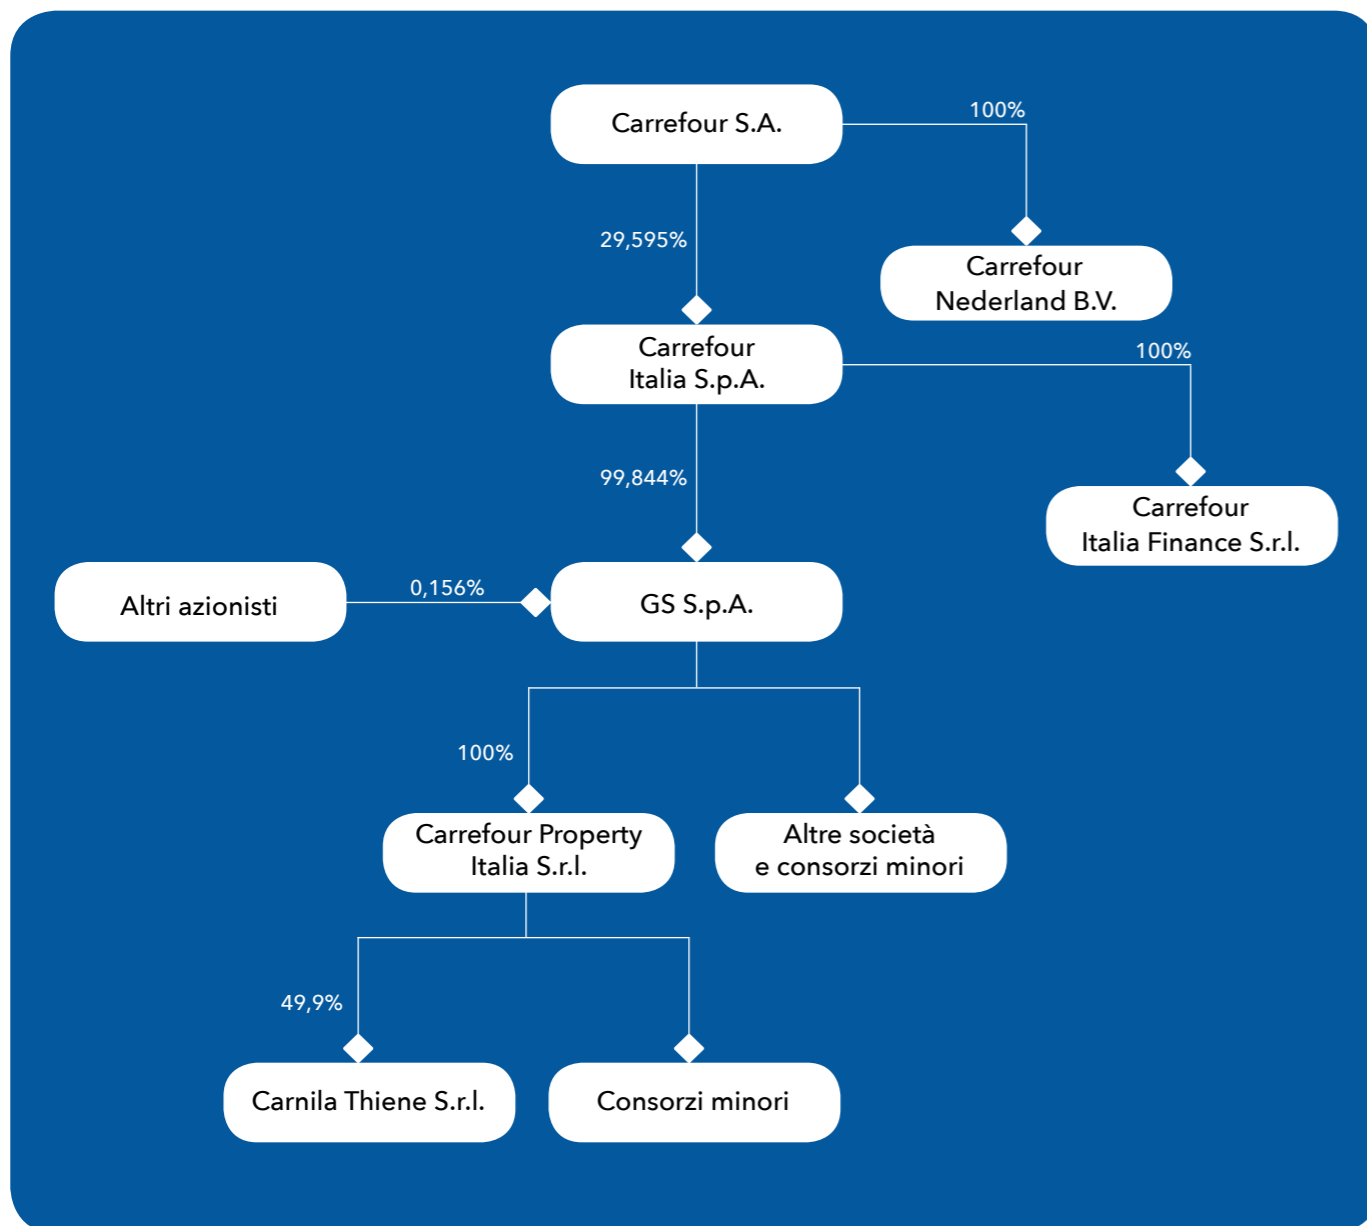 Carrefour S.A.
100%
29,595%
Carrefour
Nederland B.V.
Carrefour
Italia S.p.A.
100%
99,844%
Carrefour
Italia Finance S.r.l.
Altri azionisti
0,156%
GS S.p.A.
100%
Carrefour Property
Italia S.r.l.
Altre società
e consorzi minori
49,9%
Carnila Thiene S.r.l.
Consorzi minori